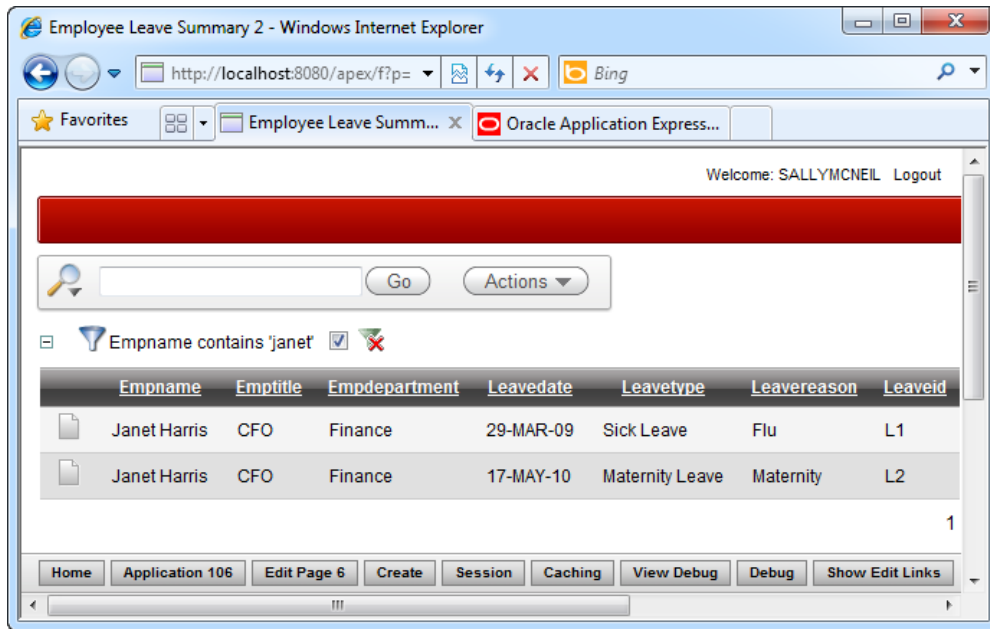 Employee Leave Summary 2 - Windows Internet Explorer
http://localhost:8080/apex/f?p= Bing
Favorites Employee Leave Summ... Oracle Application Express...
Welcome: SALLYMCNEIL Logout
Go Actions
Empname contains 'janet'
Empname Emptitle Empdepartment Leavedate Leavetype Leavereason Leaveid
Janet Harris CFO Finance 29-MAR-09 Sick Leave Flu L1
Janet Harris CFO Finance 17-MAY-10 Maternity Leave Maternity L2
1
Home Application 106 Edit Page 6 Create Session Caching View Debug Debug Show Edit Links